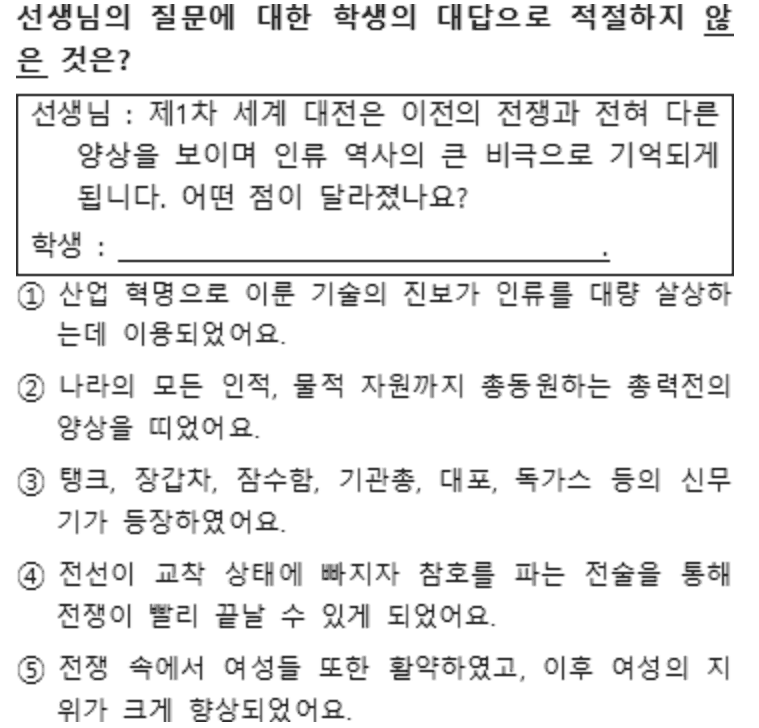 선생님의 질문에 대한 학생의 대답으로 적절하지 않
은 것은?
선생님 : 제1차 세계 대전은 이전의 전쟁과 전혀 다른
양상을 보이며 인류 역사의 큰 비극으로 기억되게
됩니다. 어떤 점이 달라졌나요?
학생 : ______________________________.
① 산업 혁명으로 이룬 기술의 진보가 인류를 대량 살상하
는데 이용되었어요.
② 나라의 모든 인적, 물적 자원까지 총동원하는 총력전의
양상을 띠었어요.
③ 탱크, 장갑차, 잠수함, 기관총, 대포, 독가스 등의 신무
기가 등장하였어요.
④ 전선이 교착 상태에 빠지자 참호를 파는 전술을 통해
전쟁이 빨리 끝날 수 있게 되었어요.
⑤ 전쟁 속에서 여성들 또한 활약하였고, 이후 여성의 지
위가 크게 향상되었어요.